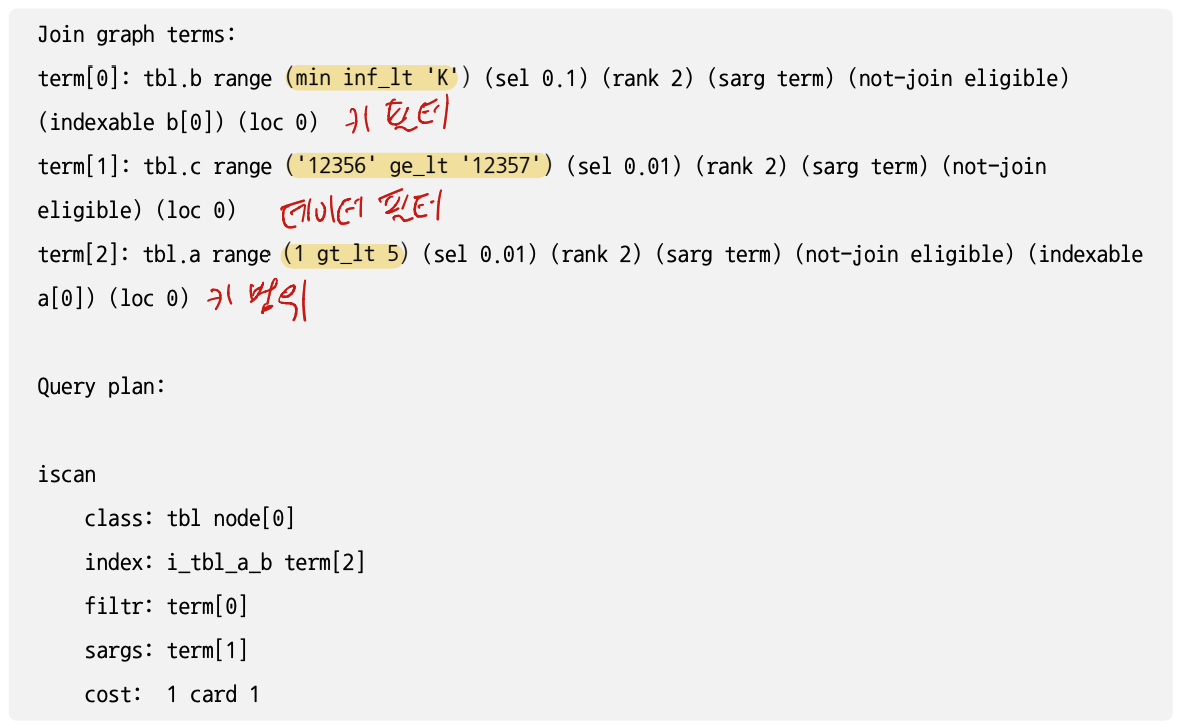 Join graph terms:
term[0]: tbl.b range (min inf_lt 'K') (sel 0.1) (rank 2) (sarg term) (not-join eligible)
(indexable b[0]) (loc 0) 키 필터
term[1]: tbl.c range ('12356' ge_lt '12357') (sel 0.01) (rank 2) (sarg term) (not-join
eligible) (loc 0) 데이터 필터
term[2]: tbl.a range (1 gt_lt 5) (sel 0.01) (rank 2) (sarg term) (not-join eligible) (indexable
a[0]) (loc 0) 키 범위
Query plan:
iscan
class: tbl node[0]
index: i_tbl_a_b term[2]
filtr: term[0]
sargs: term[1]
cost: 1 card 1